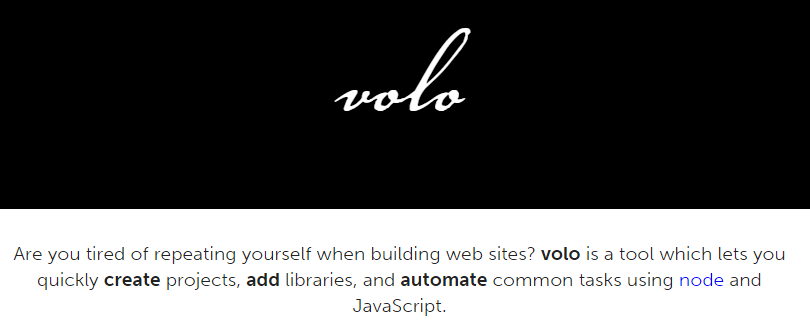 volo
Are you tired of repeating yourself when building web sites? volo is a tool which lets you
quickly create projects, add libraries, and automate common tasks using node and
JavaScript.